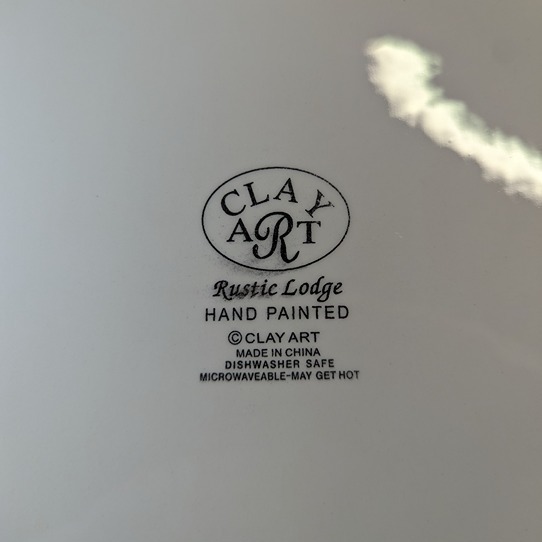 CLAY
ART
Rustic Lodge
HAND PAINTED
© CLAY ART
MADE IN CHINA
DISHWASHER SAFE
MICROWAVEABLE-MAY GET HOT